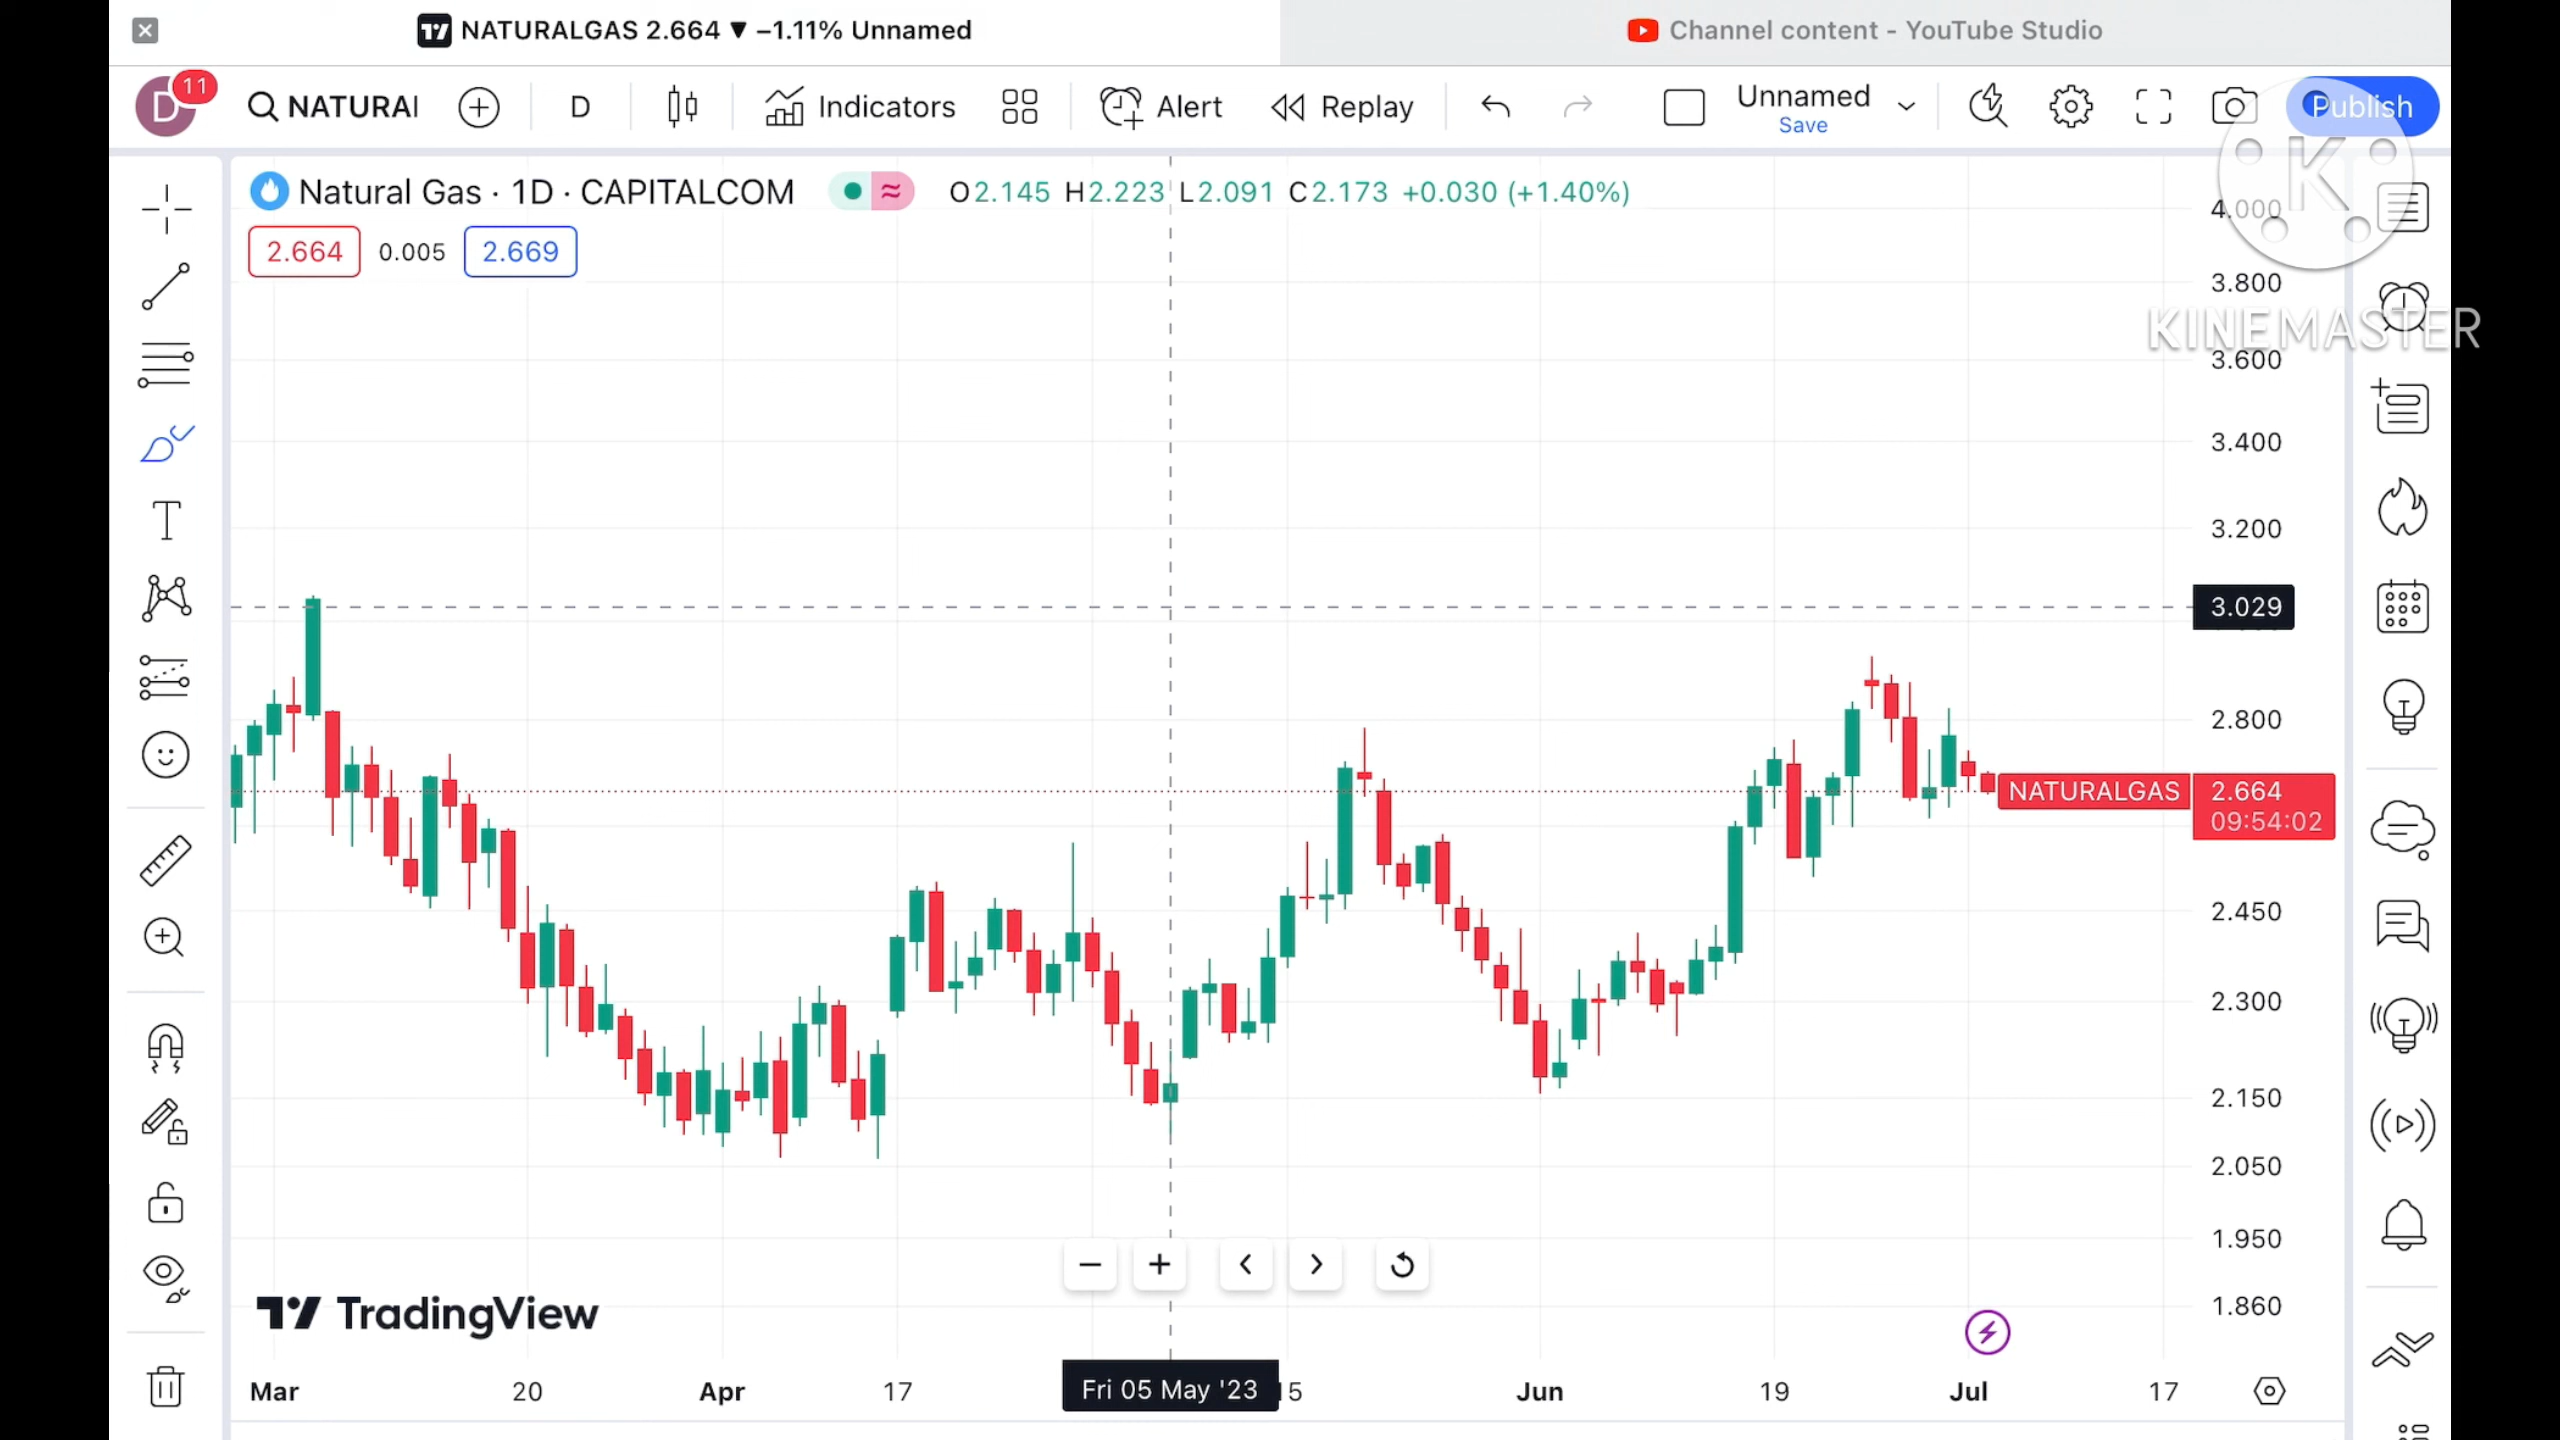 NATURALGAS 2.664 ▼ −1.11% Unnamed
Channel content - YouTube Studio
D
11
NATURAL
D
Indicators
Alert
Replay
Unnamed
Save
Publish
Natural Gas · 1D · CAPITALCOM
O2.145 H2.223 L2.091 C2.173 +0.030 (+1.40%)
2.664
0.005
2.669
K
KINEMASTER
4.000
3.800
3.600
3.400
3.200
3.029
2.800
NATURALGAS
2.664
09:54:02
2.450
2.300
2.150
2.050
1.950
1.860
TradingView
Mar
20
Apr
17
Fri 05 May '23
15
Jun
19
Jul
17